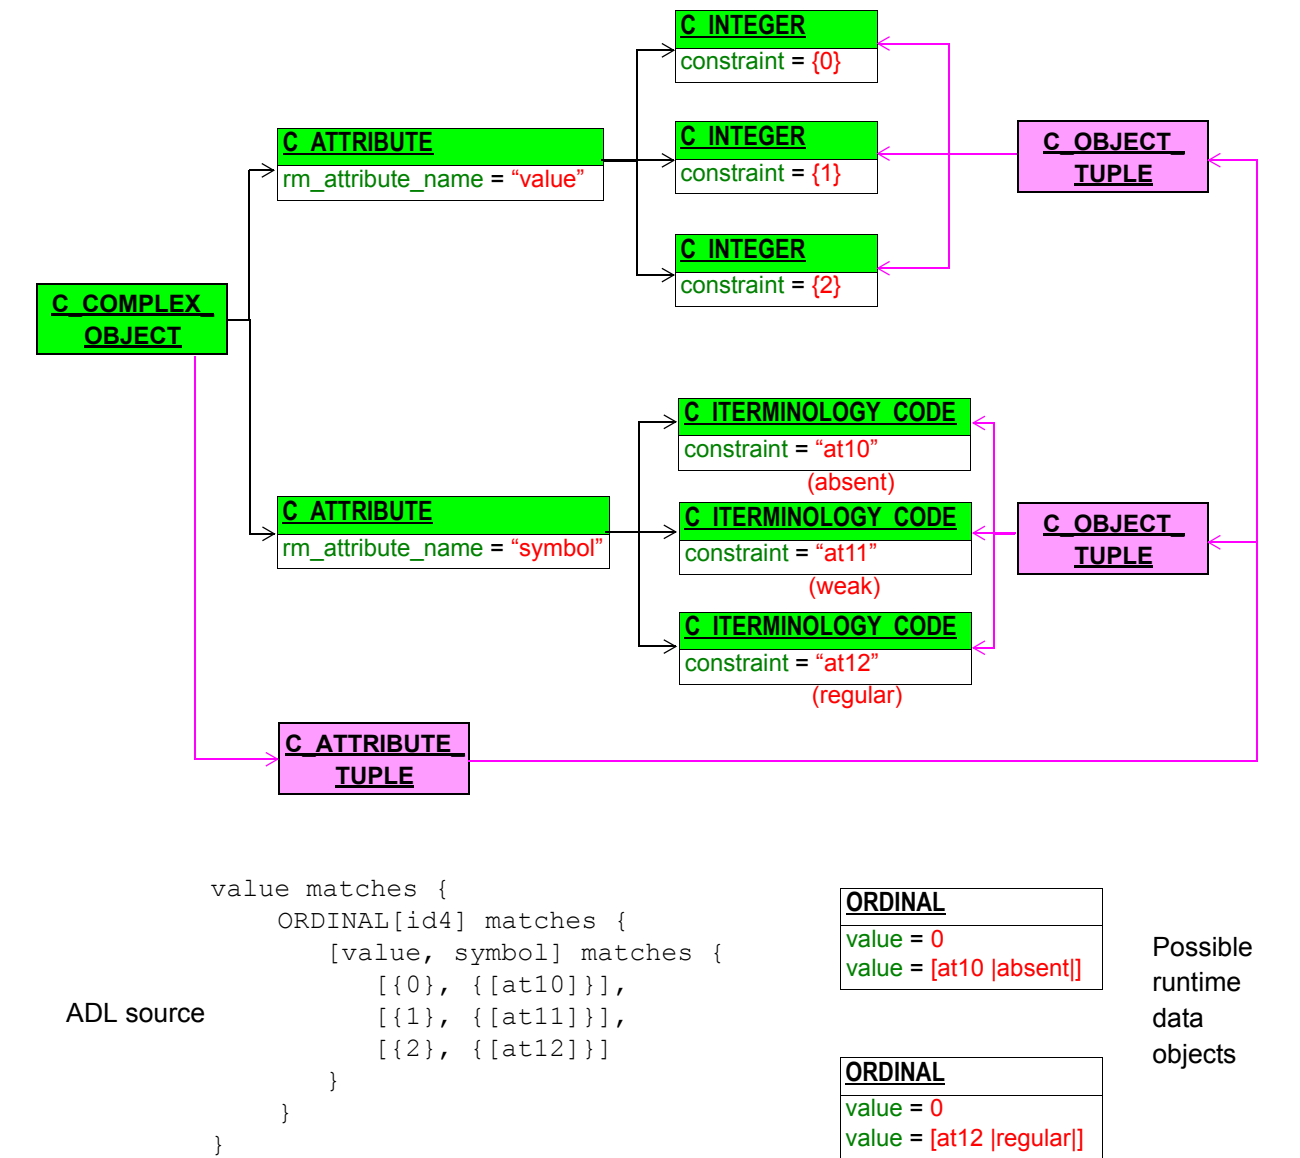 C_INTEGER
constraint = {0}
C_ATTRIBUTE
rm_attribute_name = “value”
C_INTEGER
constraint = {1}
C_OBJECT_
TUPLE
C_INTEGER
constraint = {2}
C_COMPLEX_
OBJECT
C_ITERMINOLOGY_CODE
constraint = “at10”
(absent)
C_ATTRIBUTE
rm_attribute_name = “symbol”
C_ITERMINOLOGY_CODE
constraint = “at11”
(weak)
C_OBJECT_
TUPLE
C_ITERMINOLOGY_CODE
constraint = “at12”
(regular)
C_ATTRIBUTE_
TUPLE
ADL source
value matches {
ORDINAL[id4] matches {
[value, symbol] matches {
[{0}, {[at10]}],
[{1}, {[at11]}],
[{2}, {[at12]}]
}
}
}
ORDINAL
value = 0
value = [at10 |absent|]
Possible
runtime
data
objects
ORDINAL
value = 0
value = [at12 |regular|]